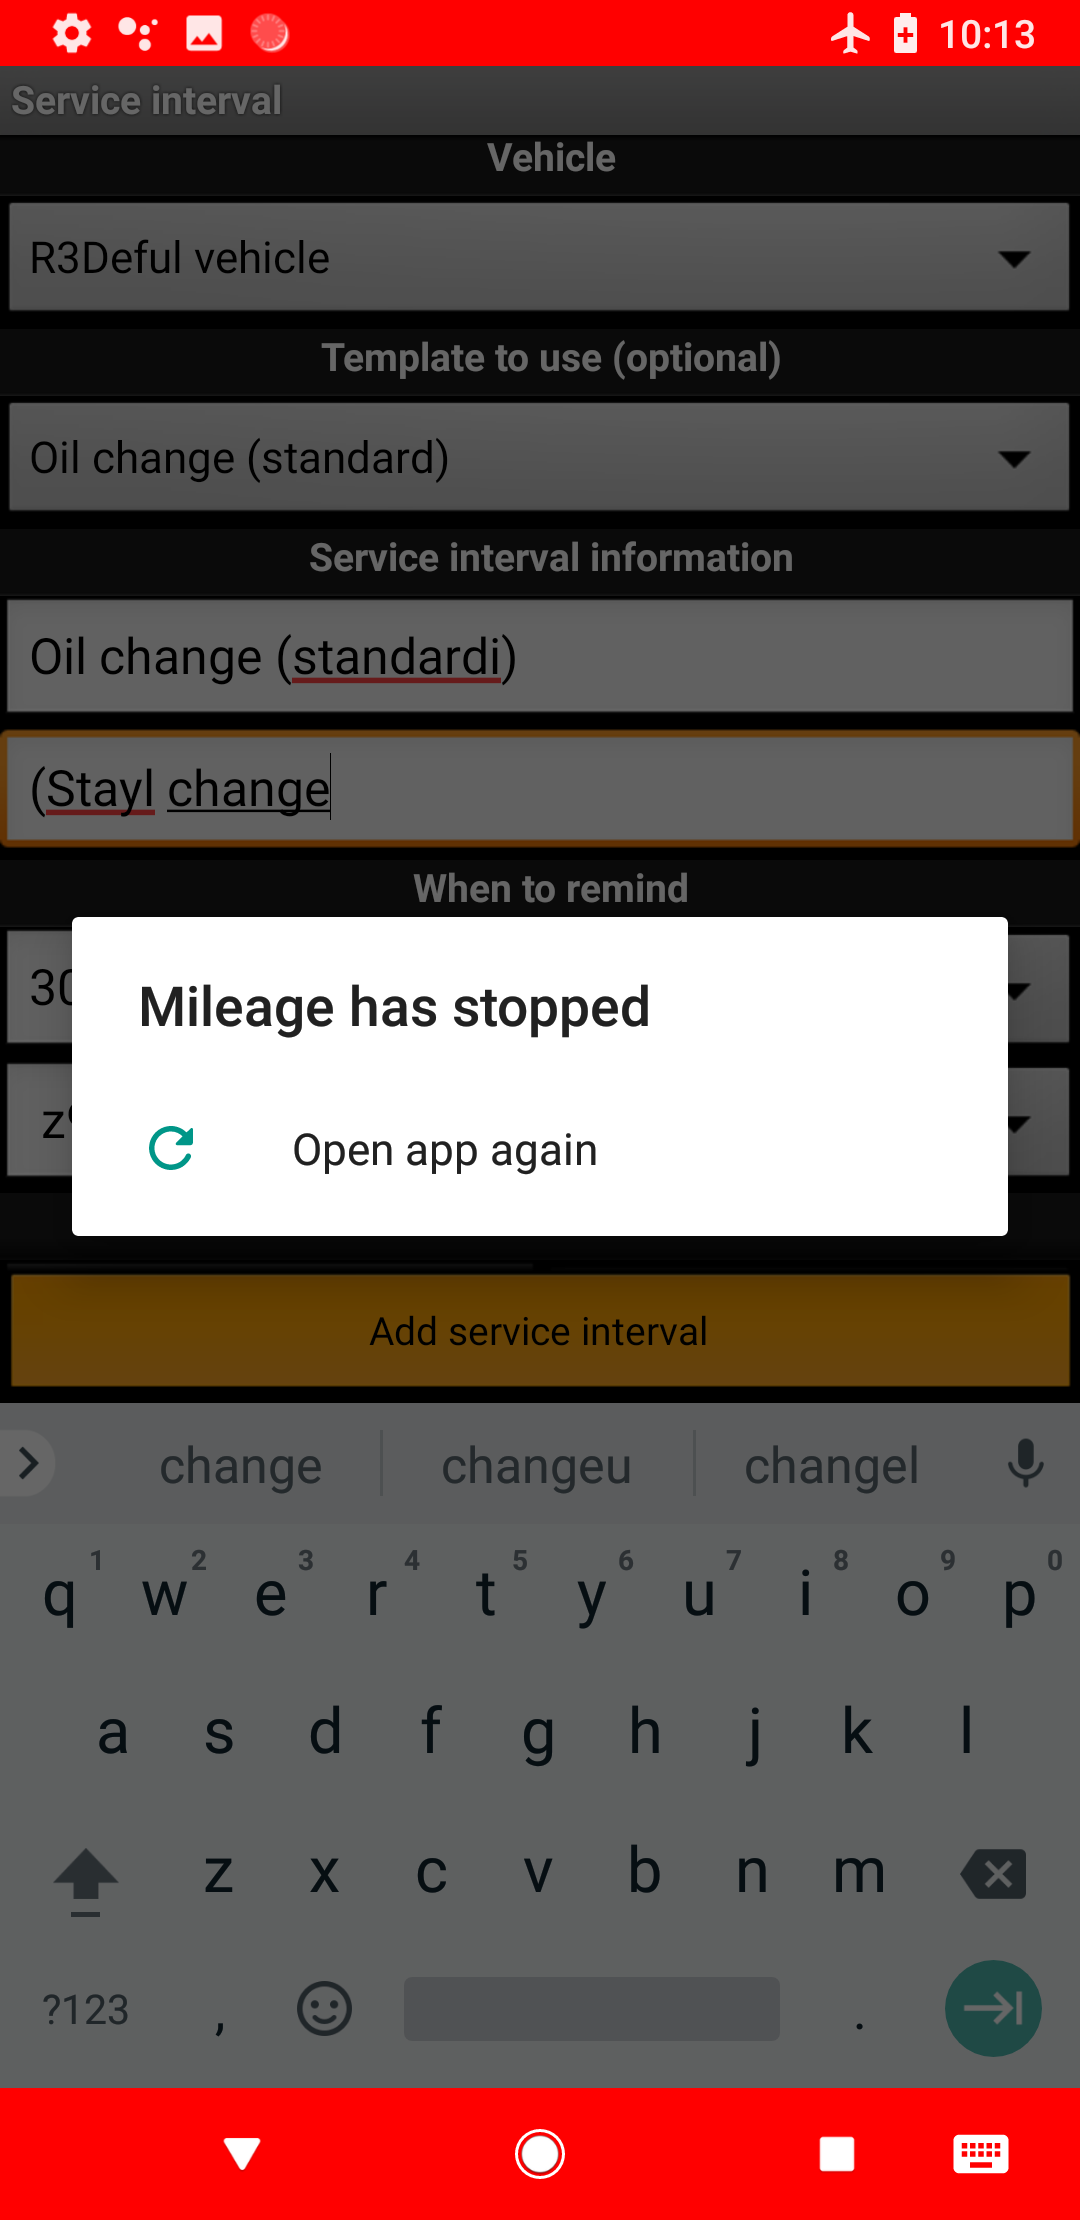 10:13
Service interval
Vehicle
R3Deful vehicle
Template to use (optional)
Oil change (standard)
Service interval information
Oil change (standardi)
(Stayl change
When to remind
Mileage has stopped
Open app again
Add service interval
change changeu changel
1 2 3 4 5 6 7 8 9 0
q w e r t y u i o p
a s d f g h j k l
z x c v b n m
?123 , .